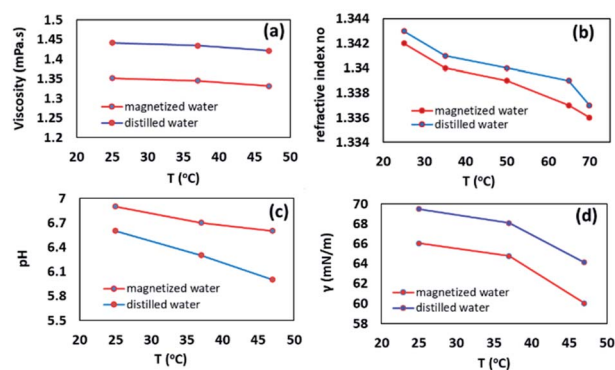 (a)
Viscosity (mPa.s)
1.5
1.45
1.4
1.35
1.3
1.25
1.2
magnetized water
distilled water
20 30 40 50
T (°C)
(b)
refractive index no
1.344
1.342
1.34
1.338
1.336
1.334
magnetized water
distilled water
20 30 40 50 60 70
T (°C)
(c)
pH
7
6.7
6.4
6.1
5.8
5.5
magnetized water
distilled water
20 25 30 35 40 45 50
T (°C)
(d)
γ (mN/m)
70
68
66
64
62
60
58
magnetized water
distilled water
20 25 30 35 40 45 50
T (°C)